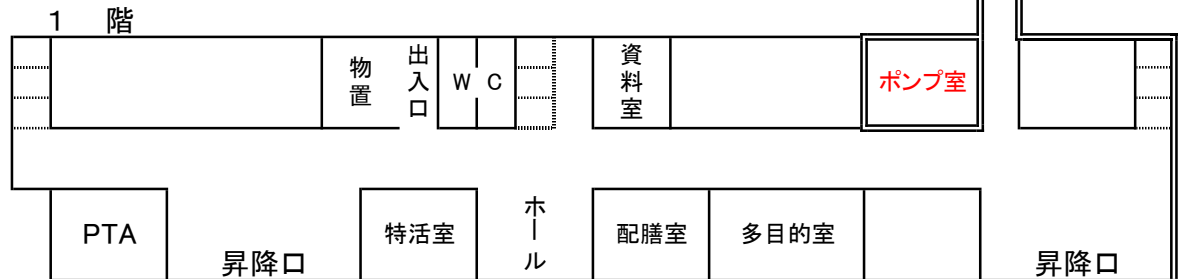 1 階
物置
出入口
W C
資料室
ポンプ室
PTA
昇降口
特活室
ホール
配膳室
多目的室
昇降口